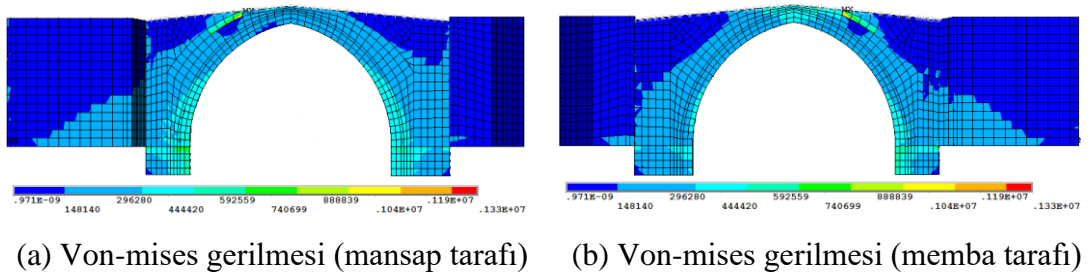 MX
MX
.971E-09 296280 592559 888839 .119E+07
148140 444420 740699 .104E+07 .133E+07
.971E-09 296280 592559 888839 .119E+07
148140 444420 740699 .104E+07 .133E+07
(a) Von-mises gerilmesi (mansap tarafı)
(b) Von-mises gerilmesi (memba tarafı)